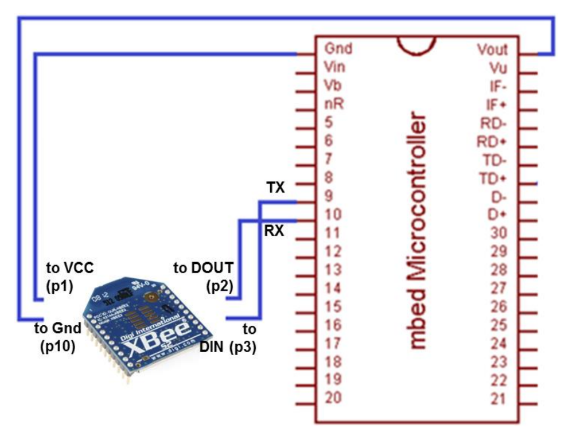 Gnd
Vin
Vb
nR
5
6
7
8
9
10
11
12
13
14
15
16
17
18
19
20
mbed Microcontroller
Vout
Vu
IF-
IF+
RD-
RD+
TD-
TD+
D-
D+
30
29
28
27
26
25
24
23
22
21
TX
RX
to VCC
(p1)
to DOUT
(p2)
to Gnd
(p10)
to
DIN (p3)
Digi International
XBee
www.digi.com